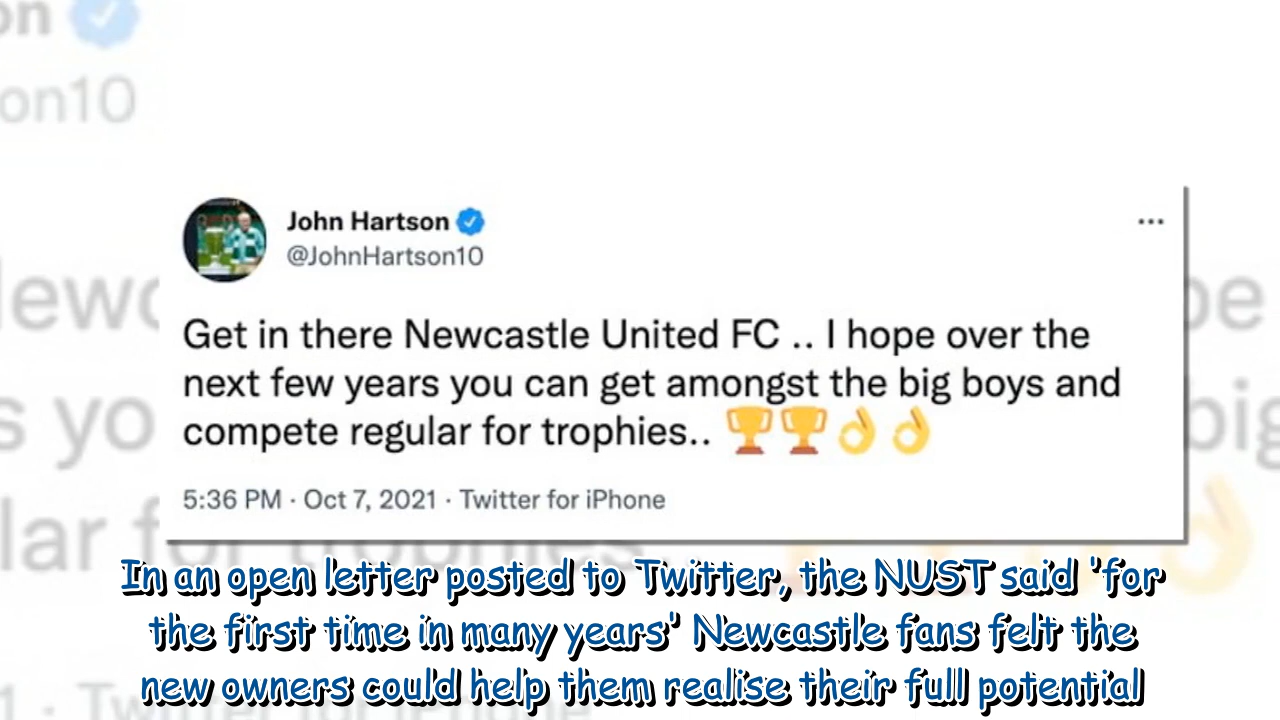 on
on10
John Hartson
@JohnHartson10
Get in there Newcastle United FC .. I hope over the
next few years you can get amongst the big boys and
compete regular for trophies.. 🏆🏆👌👌
5:36 PM · Oct 7, 2021 · Twitter for iPhone
In an open letter posted to Twitter, the NUST said 'for
the first time in many years' Newcastle fans felt the
new owners could help them realise their full potential